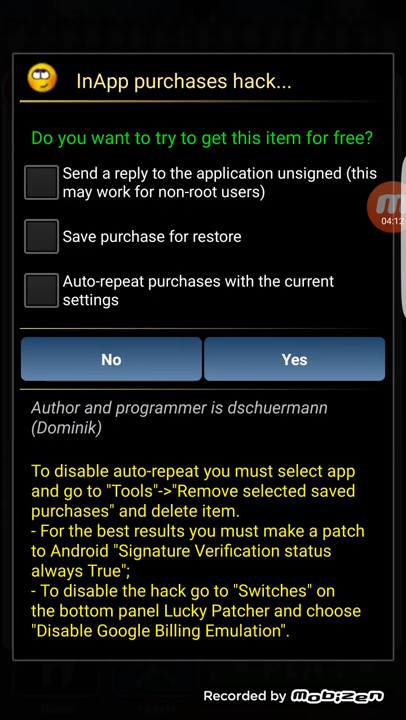 InApp purchases hack...
Do you want to try to get this item for free?
Send a reply to the application unsigned (this
may work for non-root users)
04:12
Save purchase for restore
Auto-repeat purchases with the current
settings
No
Yes
Author and programmer is dschuermann
(Dominik)
To disable auto-repeat you must select app
and go to "Tools"->"Remove selected saved
purchases" and delete item.
- For the best results you must make a patch
to Android "Signature Verification status
always True";
- To disable the hack go to "Switches" on
the bottom panel Lucky Patcher and choose
"Disable Google Billing Emulation".
Recorded by Mobizen